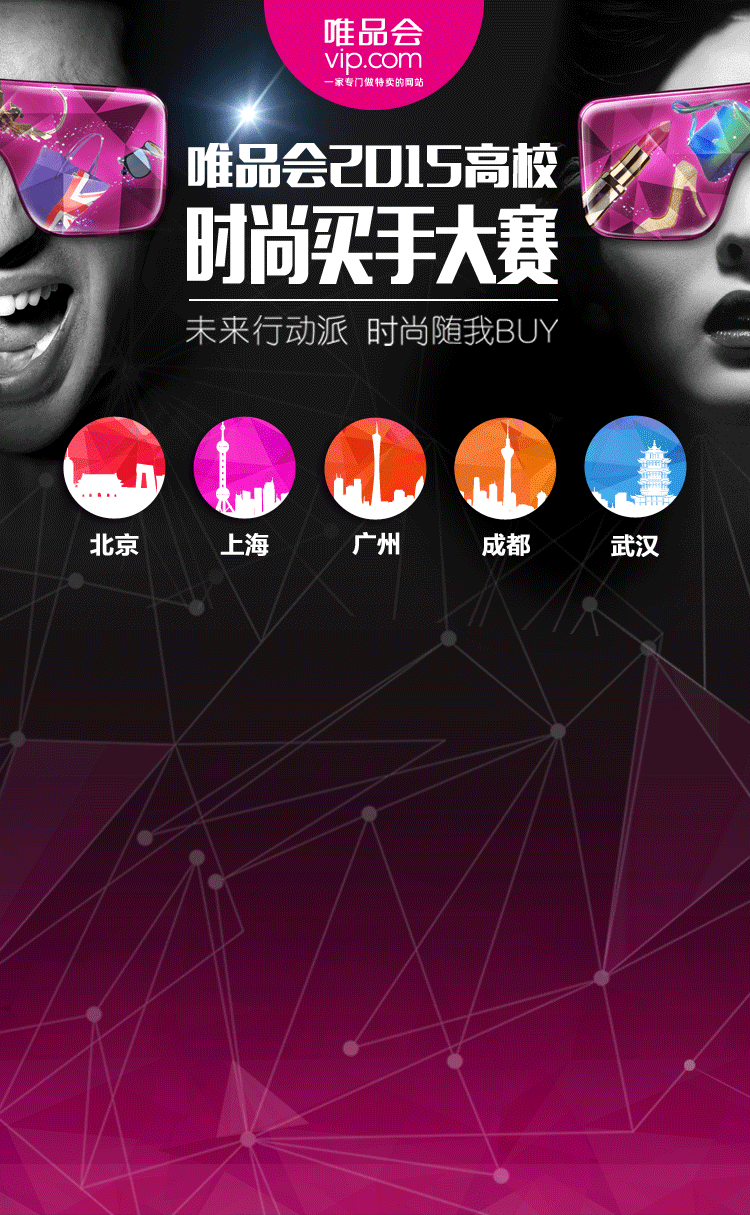 唯品会
vip.com
一家专门做特卖的网站
唯品会2015高校
时尚买手大赛
未来行动派 时尚随我BUY
北京 上海 广州 成都 武汉